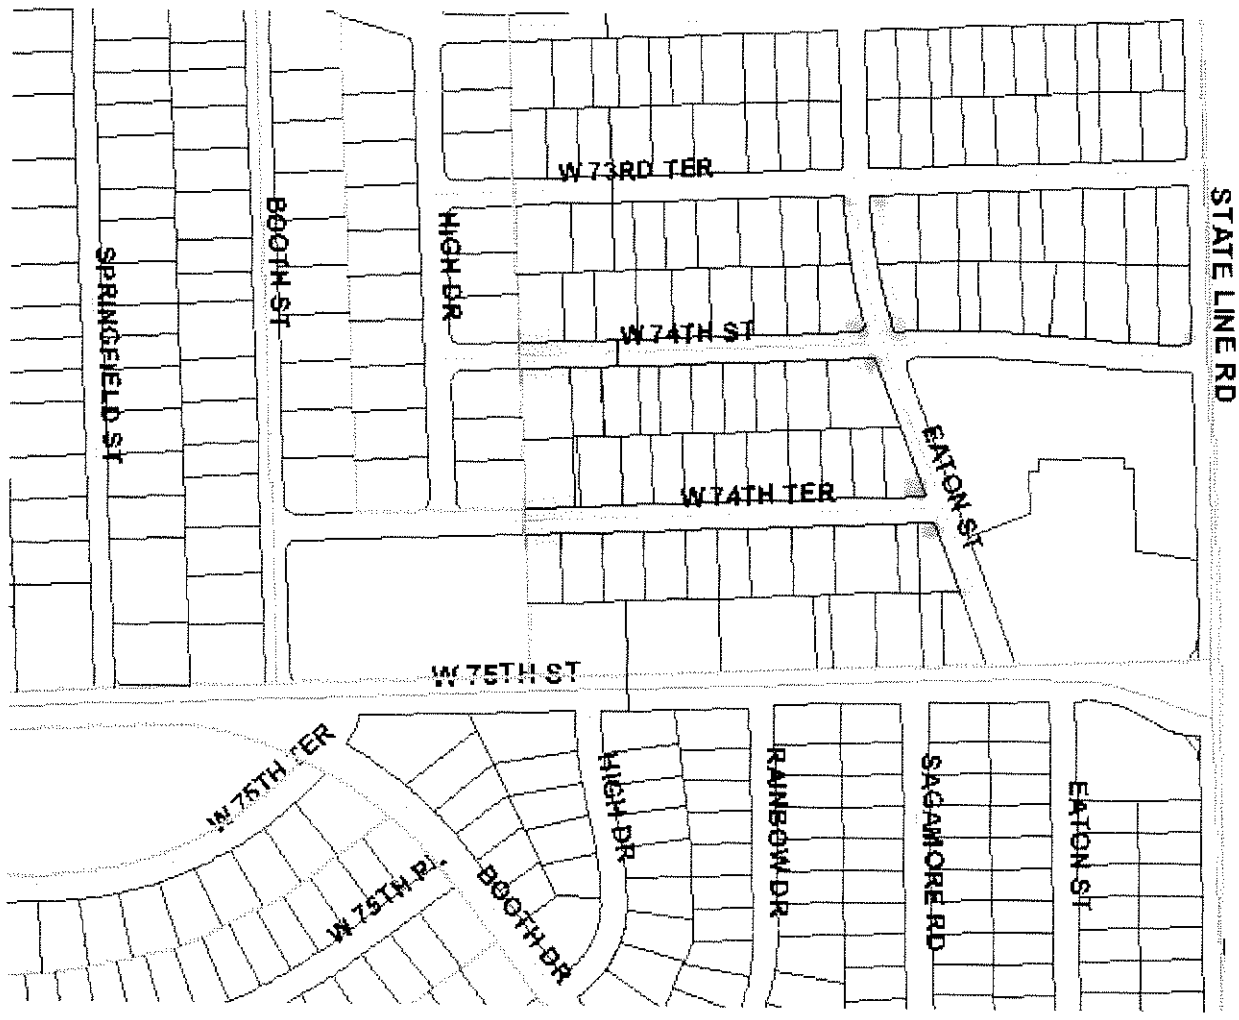 W 73RD TER
STATE LINE RD
BOOTH ST
HIGH DR
SPRINGFIELD ST
W 74TH ST
EATON ST
W 74TH TER
W 75TH ST
W 75TH TER
HIGH DR
RAINBOW DR
SAGAMORE RD
EATON ST
W 75TH PL
BOOTH DR